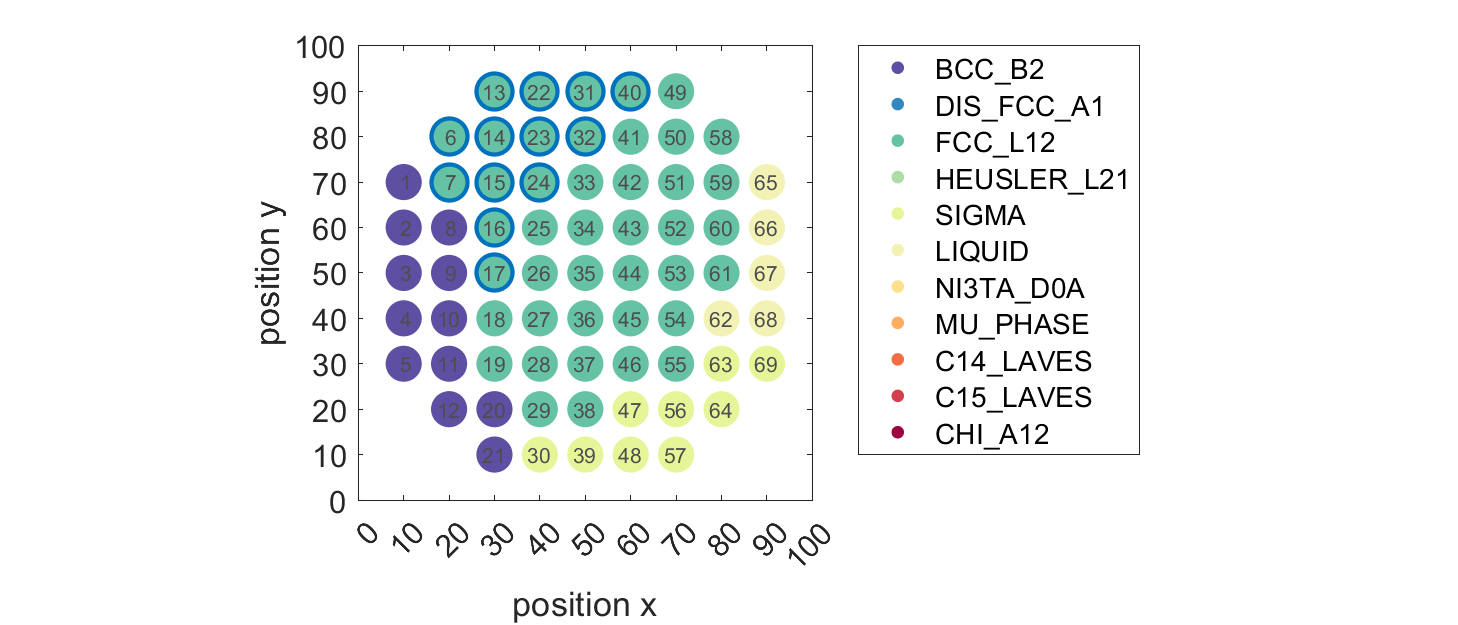 100
90 13 22 31 40 49
80 6 14 23 32 41 50 58
70 1 7 15 24 33 42 51 59 65
60 2 8 16 25 34 43 52 60 66
50 3 9 17 26 35 44 53 61 67
40 4 10 18 27 36 45 54 62 68
30 5 11 19 28 37 46 55 63 69
20 12 20 29 38 47 56 64
10 21 30 39 48 57
0
position y
0 10 20 30 40 50 60 70 80 90 100
position x
BCC_B2
DIS_FCC_A1
FCC_L12
HEUSLER_L21
SIGMA
LIQUID
NI3TA_D0A
MU_PHASE
C14_LAVES
C15_LAVES
CHI_A12